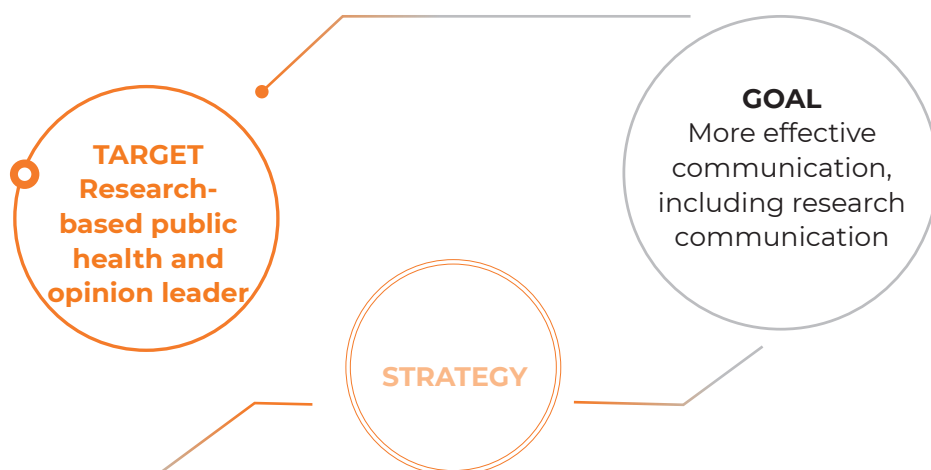 TARGET
Research-
based public
health and
opinion leader
GOAL
More effective
communication,
including research
communication
STRATEGY